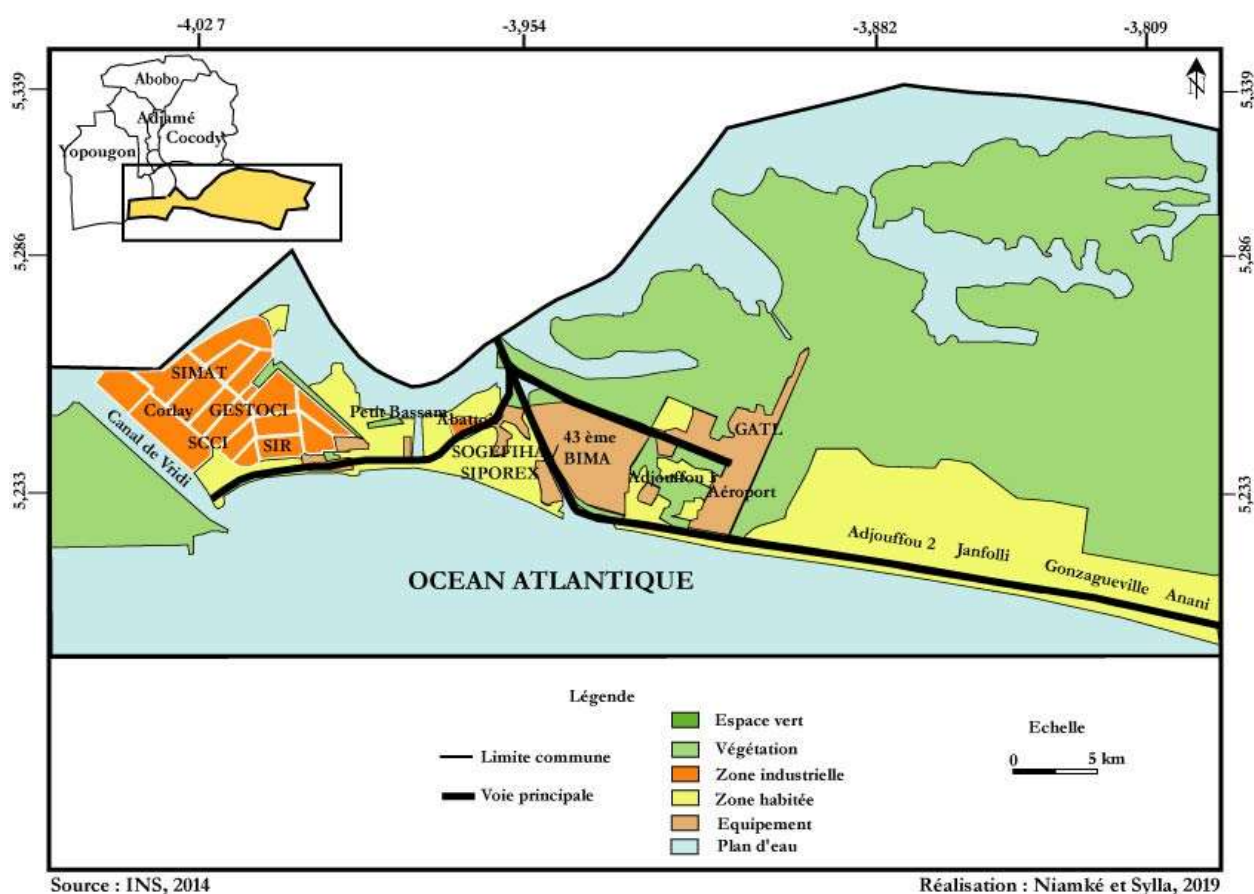 -4,02 7
-3,954
-3,882
-3,809
5,339
5,339
N
Abobo
Adjamé
Cocody
Yopougon
5,286
5,286
SIMAT
Corlay
GESTOCI
Petit Bassam
Abattoi
SCCI
SIR
43 ème
BIMA
GATL
Canal de Vridi
SOGEFIHA /
SIPOREX
Adjouffou 1
Aéroport
5,233
5,233
Adjouffou 2
Janfolli
Gonzagueville
Anani
OCEAN ATLANTIQUE
Légende
Limite commune
Voie principale
Espace vert
Végétation
Zone industrielle
Zone habitée
Equipement
Plan d'eau
Echelle
0 5 km
Source : INS, 2014
Réalisation : Niamké et Sylla, 2019